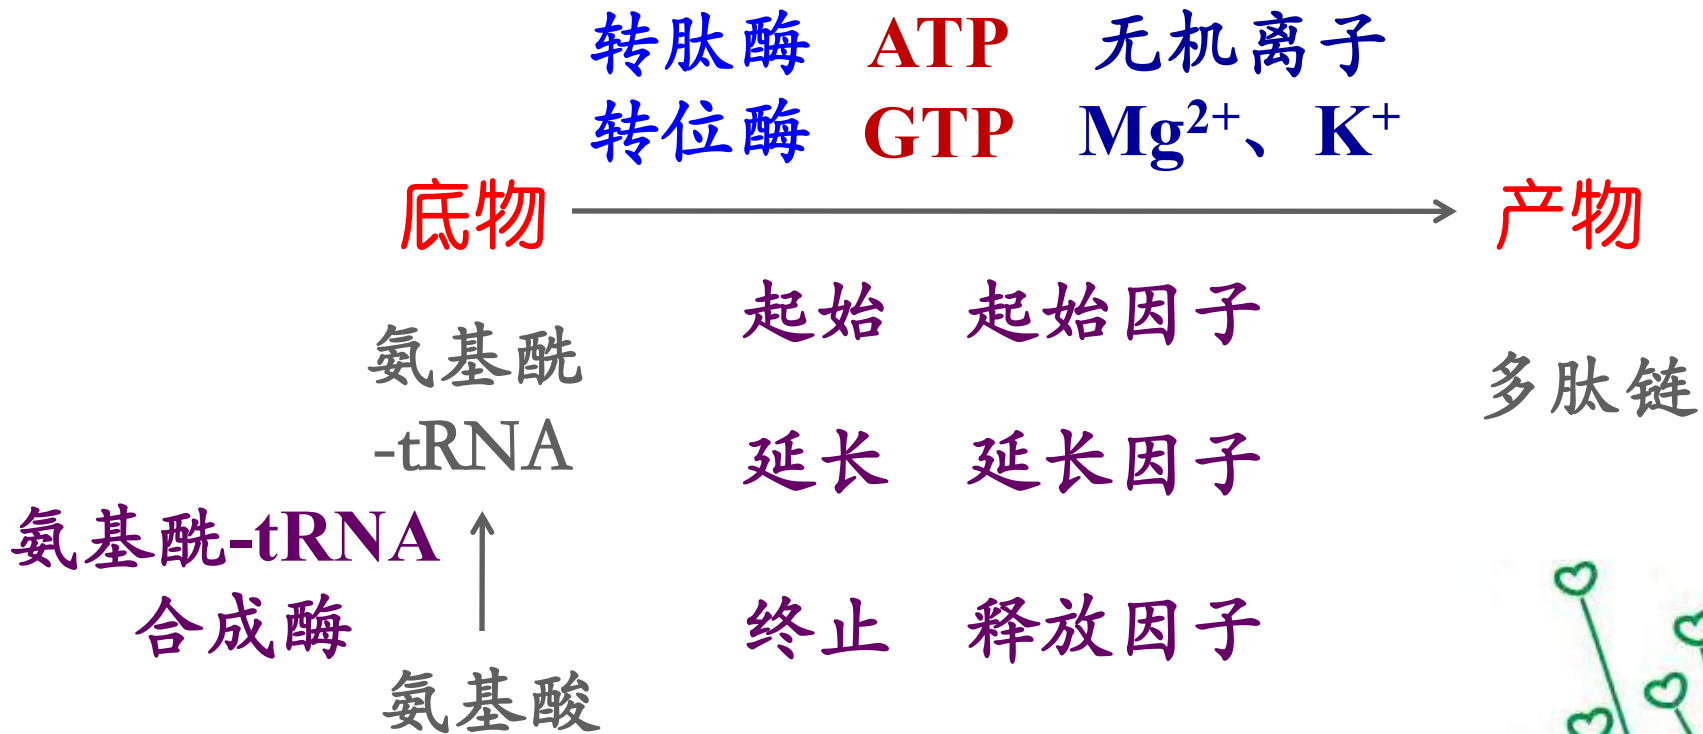 转肽酶 ATP 无机离子
转位酶 GTP Mg²⁺、K⁺
底物 产物
起始 起始因子
氨基酰
-tRNA
多肽链
延长 延长因子
氨基酰-tRNA
合成酶
终止 释放因子
氨基酸